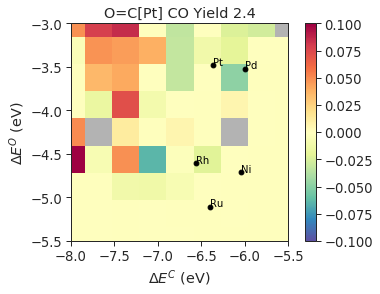 O=C[Pt] CO Yield 2.4
−3.0
−3.5
−4.0
−4.5
−5.0
−5.5
ΔE^O (eV)
Pt
Pd
Rh
Ni
Ru
−8.0 −7.5 −7.0 −6.5 −6.0 −5.5
ΔE^C (eV)
0.100
0.075
0.050
0.025
0.000
−0.025
−0.050
−0.075
−0.100